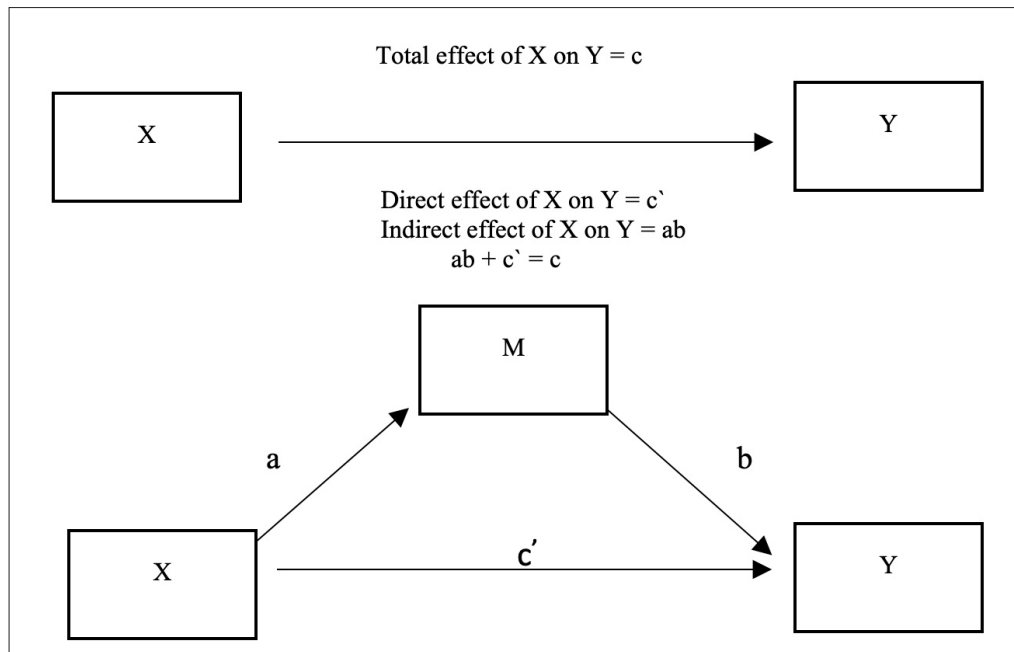 Total effect of X on Y = c
X
Y
Direct effect of X on Y = c`
Indirect effect of X on Y = ab
ab + c` = c
M
a
b
X
c’
Y